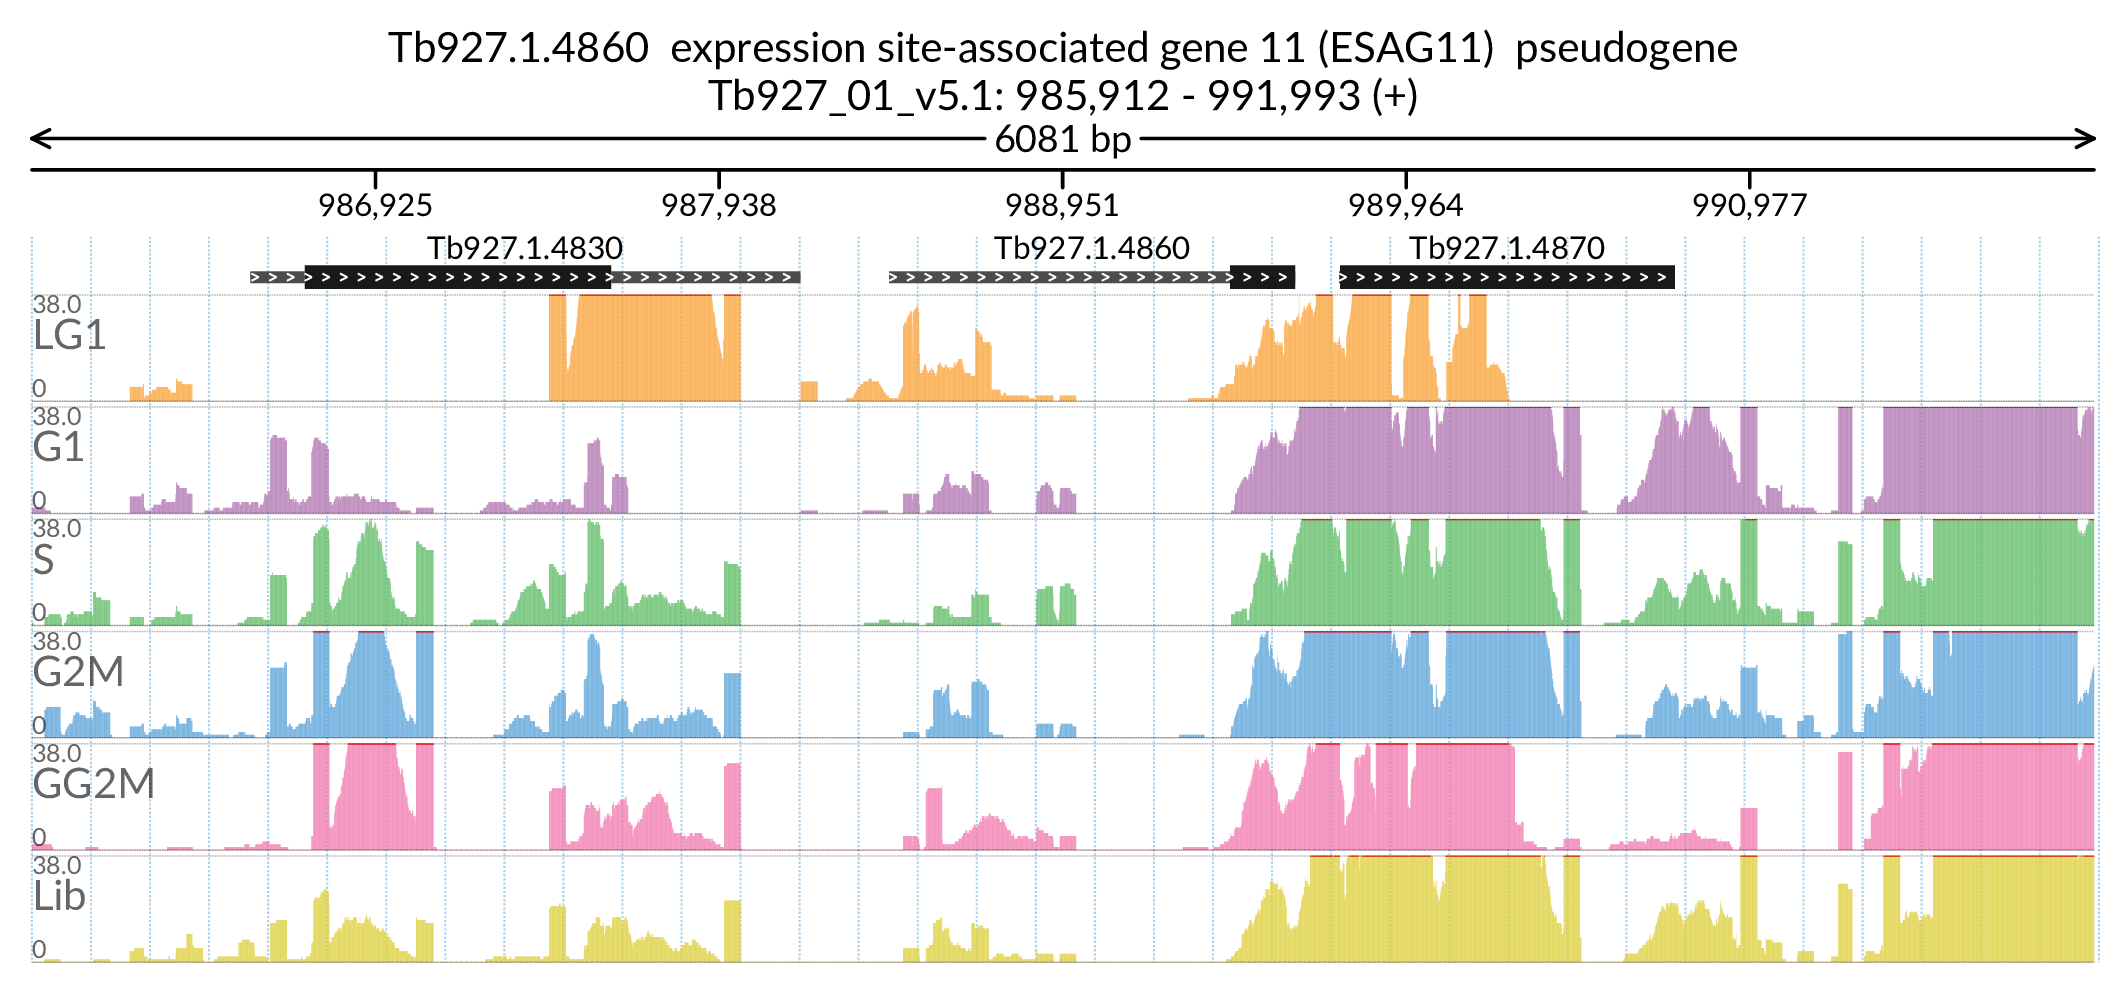 Tb927.1.4860 expression site-associated gene 11 (ESAG11) pseudogene
Tb927_01_v5.1: 985,912 - 991,993 (+)
6081 bp
986,925 987,938 988,951 989,964 990,977
Tb927.1.4830 Tb927.1.4860 Tb927.1.4870
38.0
LG1
0
38.0
G1
0
38.0
S
0
38.0
G2M
0
38.0
GG2M
0
38.0
Lib
0